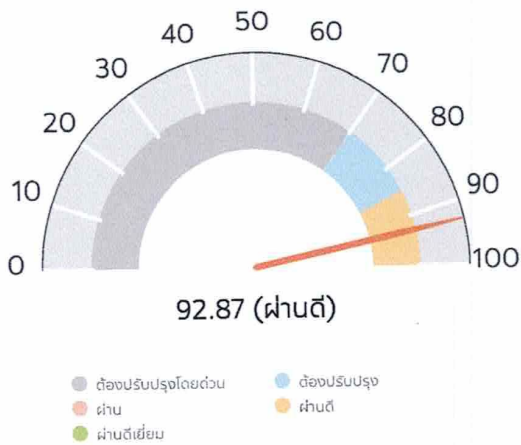 50
40
60
30
70
20
80
10
90
0
100
92.87 (ผ่านดี)
ต้องปรับปรุงโดยด่วน
ต้องปรับปรุง
ผ่าน
ผ่านดี
ผ่านดีเยี่ยม